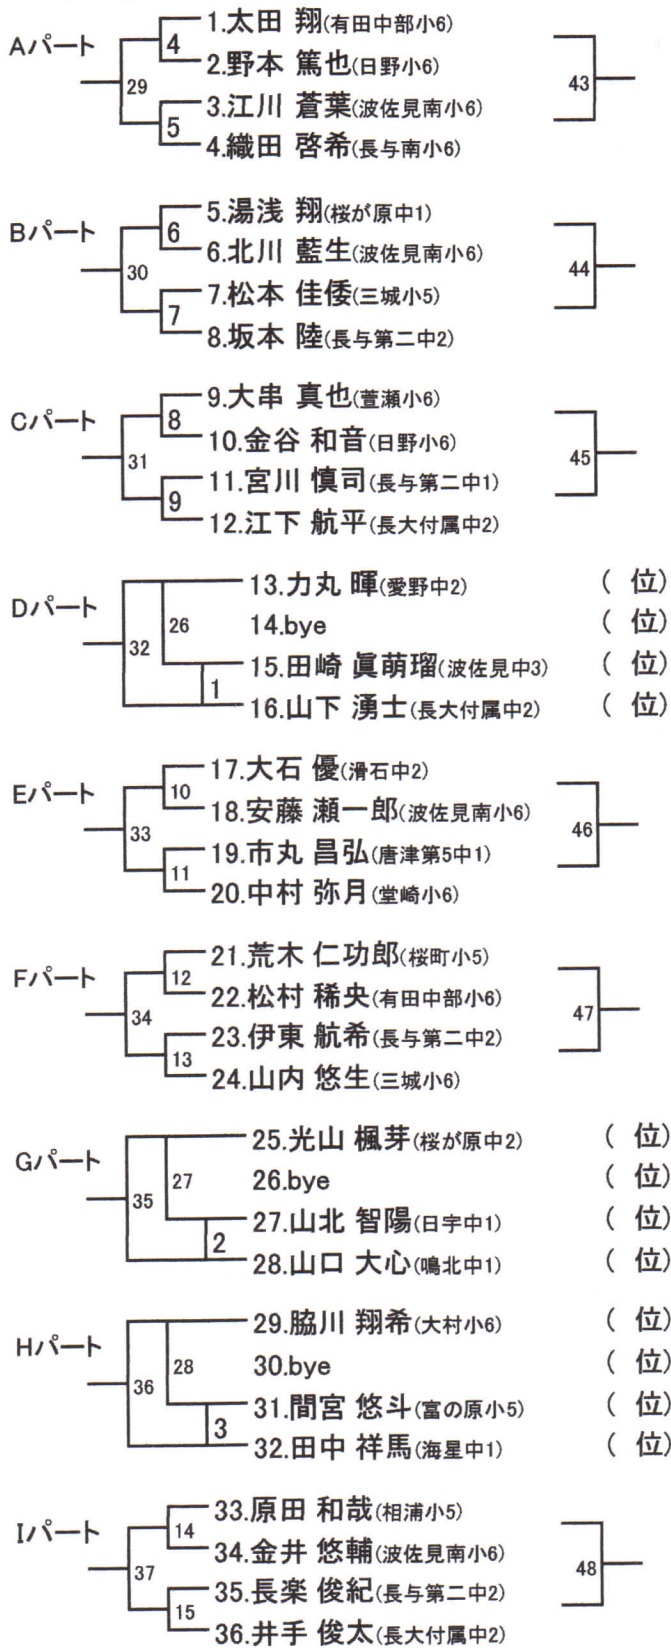 Aパート
1.太田 翔(有田中部小6)
4
2.野本 篤也(日野小6)
29
43
3.江川 蒼葉(波佐見南小6)
5
4.織田 啓希(長与南小6)
Bパート
5.湯浅 翔(桜が原中1)
6
6.北川 藍生(波佐見南小6)
30
44
7.松本 佳倭(三城小5)
7
8.坂本 陸(長与第二中2)
Cパート
9.大串 真也(萱瀬小6)
8
10.金谷 和音(日野小6)
31
45
11.宮川 慎司(長与第二中1)
9
12.江下 航平(長大付属中2)
Dパート
13.力丸 暉(愛野中2) ( 位)
26
14.bye ( 位)
32
15.田崎 眞萌瑠(波佐見中3) ( 位)
1
16.山下 湧士(長大付属中2) ( 位)
Eパート
17.大石 優(滑石中2)
10
18.安藤 瀬一郎(波佐見南小6)
33
46
19.市丸 昌弘(唐津第5中1)
11
20.中村 弥月(堂崎小6)
Fパート
21.荒木 仁功郎(桜町小5)
12
22.松村 稀央(有田中部小6)
34
47
23.伊東 航希(長与第二中2)
13
24.山内 悠生(三城小6)
Gパート
25.光山 楓芽(桜が原中2) ( 位)
27
26.bye ( 位)
35
27.山北 智陽(日宇中1) ( 位)
2
28.山口 大心(鳴北中1) ( 位)
Hパート
29.脇川 翔希(大村小6) ( 位)
28
30.bye ( 位)
36
31.間宮 悠斗(富の原小5) ( 位)
3
32.田中 祥馬(海星中1) ( 位)
Iパート
33.原田 和哉(相浦小5)
14
34.金井 悠輔(波佐見南小6)
37
48
35.長楽 俊紀(長与第二中2)
15
36.井手 俊太(長大付属中2)